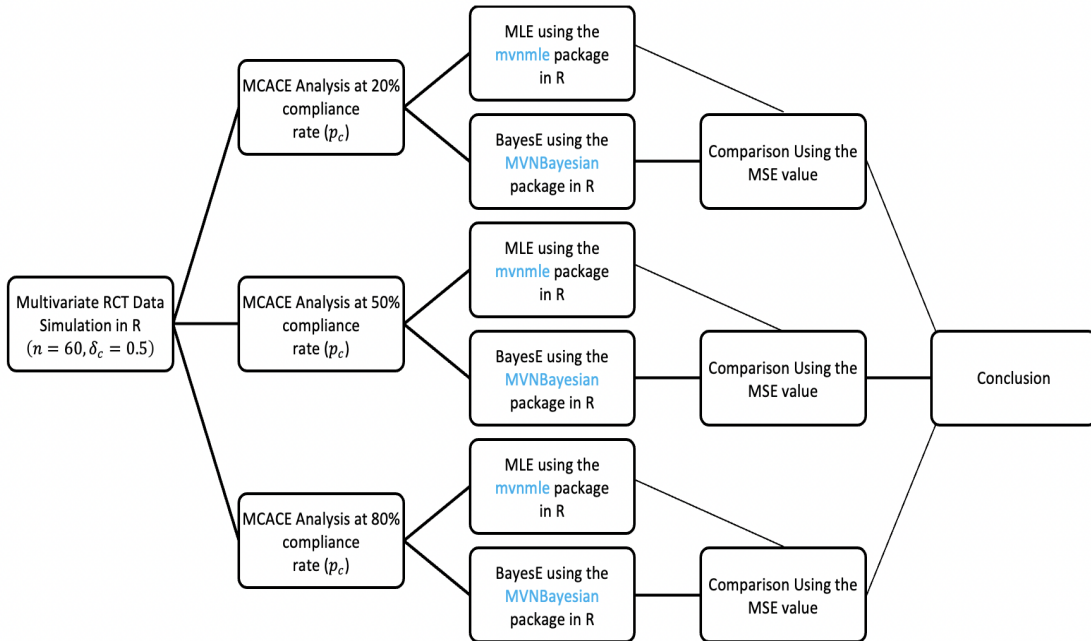 Multivariate RCT Data
Simulation in R
(n = 60, δ_c = 0.5)
MCACE Analysis at 20%
compliance
rate (p_c)
MLE using the
mvnmle package
in R
BayesE using the
MVNBayesian
package in R
Comparison Using the
MSE value
MCACE Analysis at 50%
compliance
rate (p_c)
MLE using the
mvnmle package
in R
BayesE using the
MVNBayesian
package in R
Comparison Using the
MSE value
MCACE Analysis at 80%
compliance
rate (p_c)
MLE using the
mvnmle package
in R
BayesE using the
MVNBayesian
package in R
Comparison Using the
MSE value
Conclusion